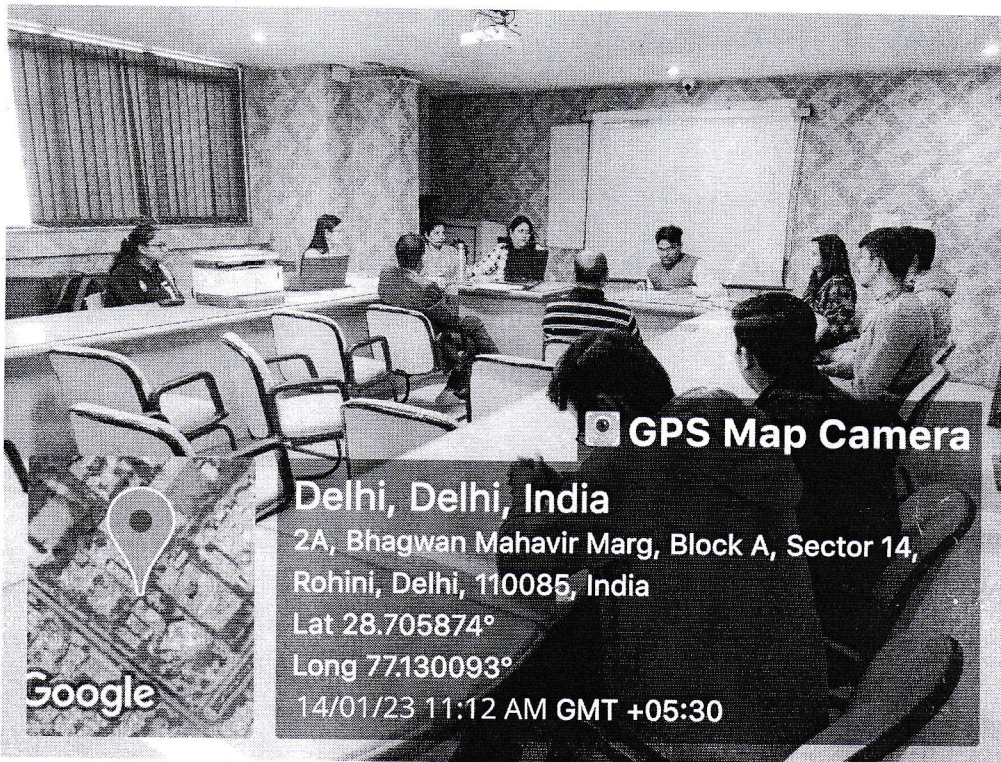 GPS Map Camera
Delhi, Delhi, India
2A, Bhagwan Mahavir Marg, Block A, Sector 14,
Rohini, Delhi, 110085, India
Lat 28.705874°
Long 77.130093°
14/01/23 11:12 AM GMT +05:30
Google